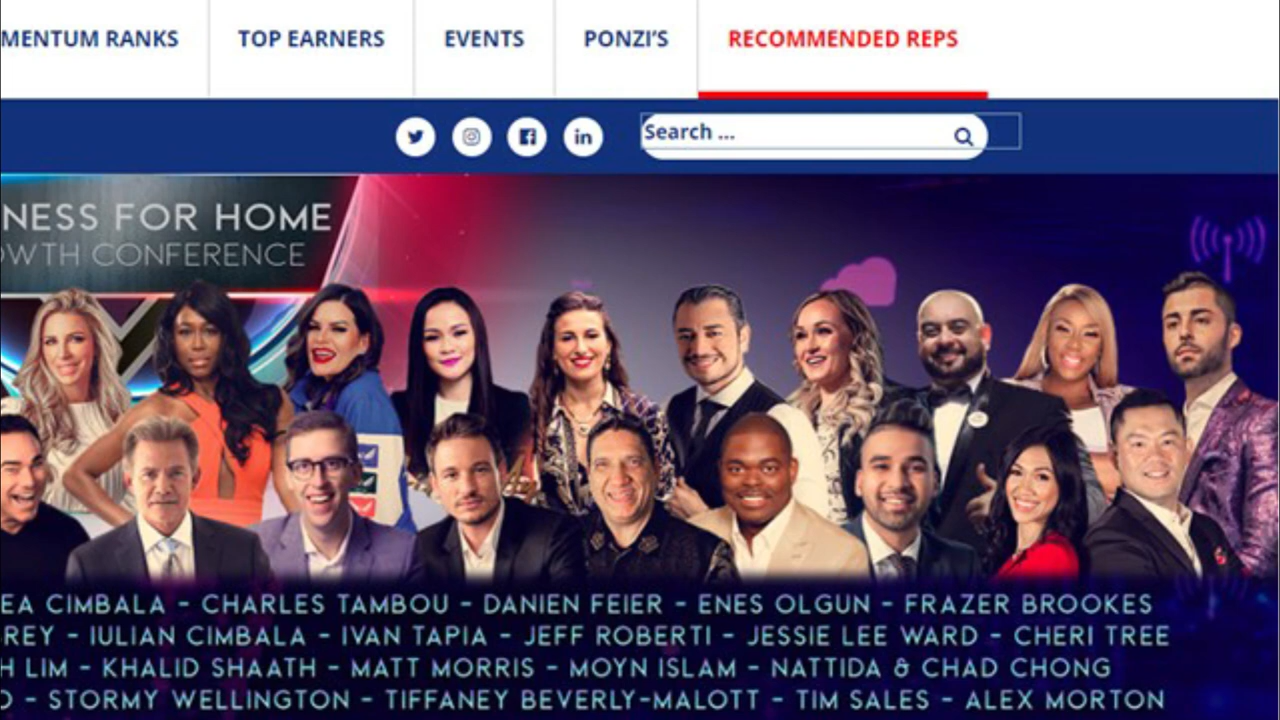 MENTUM RANKS TOP EARNERS EVENTS PONZI'S RECOMMENDED REPS
Search ...
NESS FOR HOME
OWTH CONFERENCE
EA CIMBALA - CHARLES TAMBOU - DANIEN FEIER - ENES OLGUN - FRAZER BROOKES
REY - IULIAN CIMBALA - IVAN TAPIA - JEFF ROBERTI - JESSIE LEE WARD - CHERI TREE
H LIM - KHALID SHAATH - MATT MORRIS - MOYN ISLAM - NATTIDA & CHAD CHONG
O - STORMY WELLINGTON - TIFFANEY BEVERLY-MALOTT - TIM SALES - ALEX MORTON